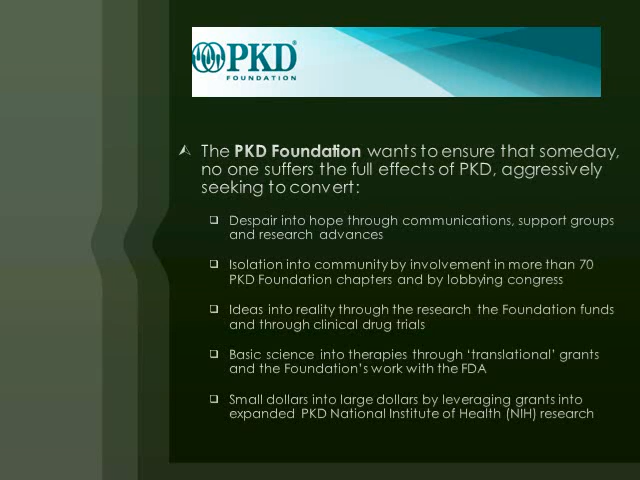 PKD®
FOUNDATION
The PKD Foundation wants to ensure that someday,
no one suffers the full effects of PKD, aggressively
seeking to convert:
Despair into hope through communications, support groups
and research advances
Isolation into community by involvement in more than 70
PKD Foundation chapters and by lobbying congress
Ideas into reality through the research the Foundation funds
and through clinical drug trials
Basic science into therapies through ‘translational’ grants
and the Foundation’s work with the FDA
Small dollars into large dollars by leveraging grants into
expanded PKD National Institute of Health (NIH) research